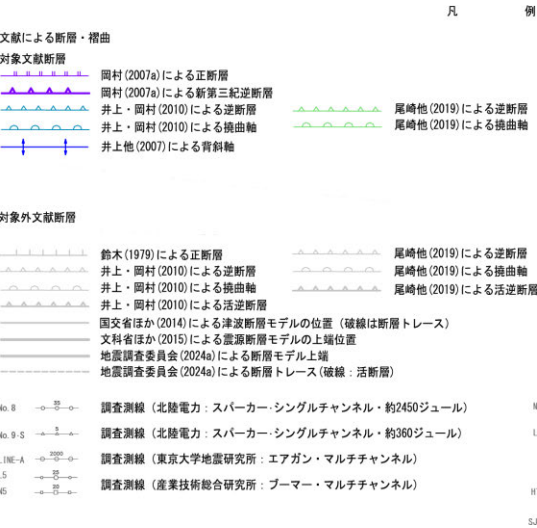 凡 例
文献による断層・褶曲
対象文献断層
岡村(2007a)による正断層
岡村(2007a)による新第三紀逆断層
井上・岡村(2010)による逆断層 尾崎他(2019)による逆断層
井上・岡村(2010)による撓曲軸 尾崎他(2019)による撓曲軸
井上他(2007)による背斜軸
対象外文献断層
鈴木(1979)による正断層 尾崎他(2019)による逆断層
井上・岡村(2010)による逆断層 尾崎他(2019)による撓曲軸
井上・岡村(2010)による撓曲軸 尾崎他(2019)による活逆断層
井上・岡村(2010)による活逆断層
国交省ほか(2014)による津波断層モデルの位置（破線は断層トレース）
文科省ほか(2015)による震源断層モデルの上端位置
地震調査委員会(2024a)による断層モデル上端
地震調査委員会(2024a)による断層トレース(破線：活断層)
No.8 55 調査測線（北陸電力：スパーカー・シングルチャンネル・約2450ジュール） N
No.9-S 5 調査測線（北陸電力：スパーカー・シングルチャンネル・約360ジュール） L
LINE-A 2000 調査測線（東京大学地震研究所：エアガン・マルチチャンネル）
L5 25
N5 20 調査測線（産業技術総合研究所：ブーマー・マルチチャンネル）
SJ